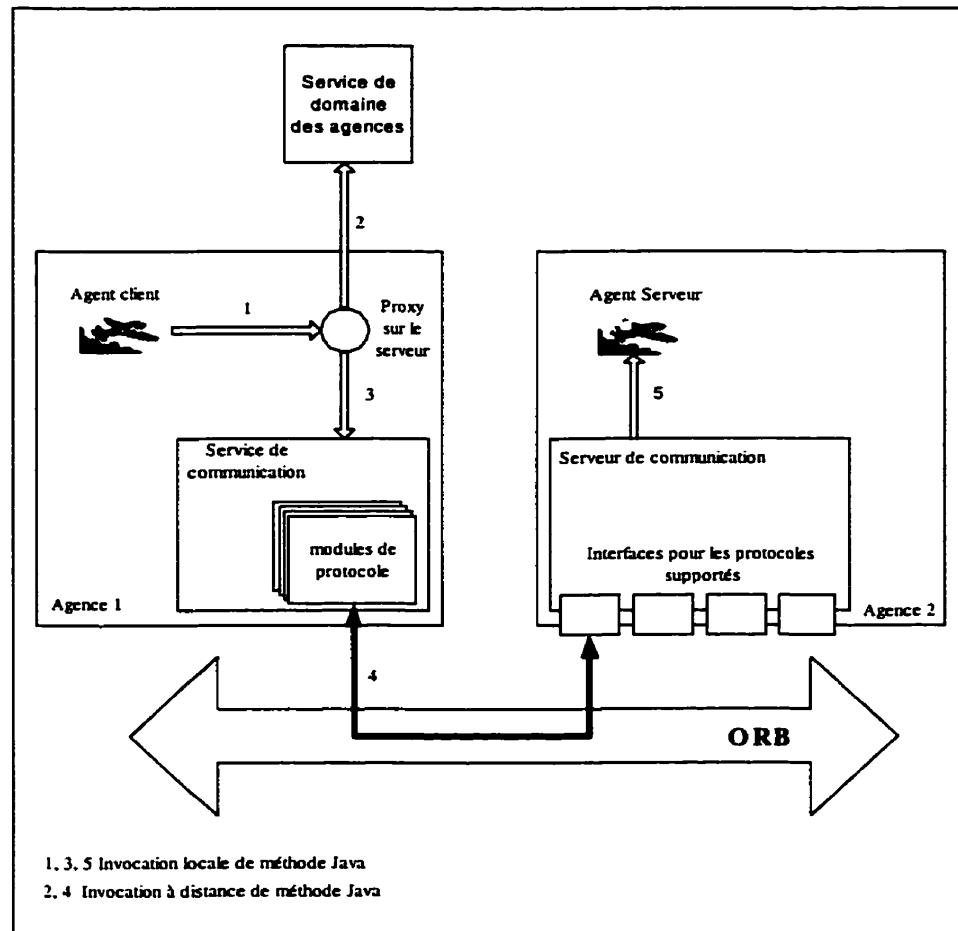 Service de
domaine
des agences
2
Agent client
1
Proxy
sur le
serveur
3
Service de
communication
modules de
protocole
Agence 1
Agent Serveur
5
Serveur de communication
Interfaces pour les protocoles
supportés
Agence 2
4
ORB
1, 3, 5 Invocation locale de méthode Java
2, 4 Invocation à distance de méthode Java